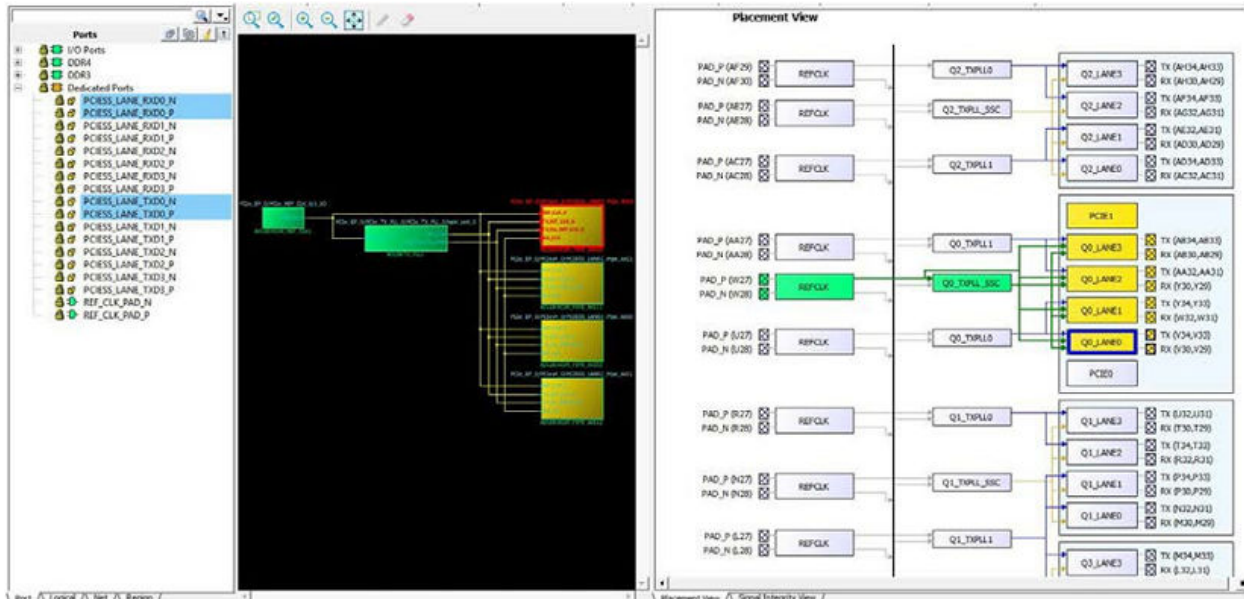 Ports
I/O Ports
DDR4
DDR3
Dedicated Ports
PCIESS_LANE_RXD0_N
PCIESS_LANE_RXD0_P
PCIESS_LANE_RXD1_N
PCIESS_LANE_RXD1_P
PCIESS_LANE_RXD2_N
PCIESS_LANE_RXD2_P
PCIESS_LANE_RXD3_N
PCIESS_LANE_RXD3_P
PCIESS_LANE_TXD0_N
PCIESS_LANE_TXD0_P
PCIESS_LANE_TXD1_N
PCIESS_LANE_TXD1_P
PCIESS_LANE_TXD2_N
PCIESS_LANE_TXD2_P
PCIESS_LANE_TXD3_N
PCIESS_LANE_TXD3_P
REF_CLK_PAD_N
REF_CLK_PAD_P
Port Logical Net Region
Placement View
PAD_P (AF29)
PAD_N (AF30)
REFCLK
Q2_TXPLL0
Q2_LANE3
TX (AH34,AH33)
RX (AH30,AH29)
PAD_P (AE27)
PAD_N (AE28)
REFCLK
Q2_TXPLL_SSC
Q2_LANE2
TX (AF34,AF33)
RX (AG32,AG31)
Q2_LANE1
TX (AE32,AE31)
RX (AD30,AD29)
PAD_P (AC27)
PAD_N (AC28)
REFCLK
Q2_TXPLL1
Q2_LANE0
TX (AD34,AD33)
RX (AC32,AC31)
PCIE1
PAD_P (AA27)
PAD_N (AA28)
REFCLK
Q0_TXPLL1
Q0_LANE3
TX (AB34,AB33)
RX (AB30,AB29)
PAD_P (W27)
PAD_N (W28)
REFCLK
Q0_TXPLL_SSC
Q0_LANE2
TX (AA32,AA31)
RX (Y30,Y29)
Q0_LANE1
TX (Y34,Y33)
RX (W32,W31)
PAD_P (U27)
PAD_N (U28)
REFCLK
Q0_TXPLL0
Q0_LANE0
TX (V34,V33)
RX (V30,V29)
PCIE0
PAD_P (R27)
PAD_N (R28)
REFCLK
Q1_TXPLL0
Q1_LANE3
TX (U32,U31)
RX (T30,T29)
Q1_LANE2
TX (T34,T33)
RX (R32,R31)
PAD_P (N27)
PAD_N (N28)
REFCLK
Q1_TXPLL_SSC
Q1_LANE1
TX (P34,P33)
RX (P30,P29)
Q1_LANE0
TX (N32,N31)
RX (M30,M29)
PAD_P (L27)
PAD_N (L28)
REFCLK
Q1_TXPLL1
Q3_LANE3
TX (M34,M33)
RX (L32,L31)
Placement View Signal Integrity View